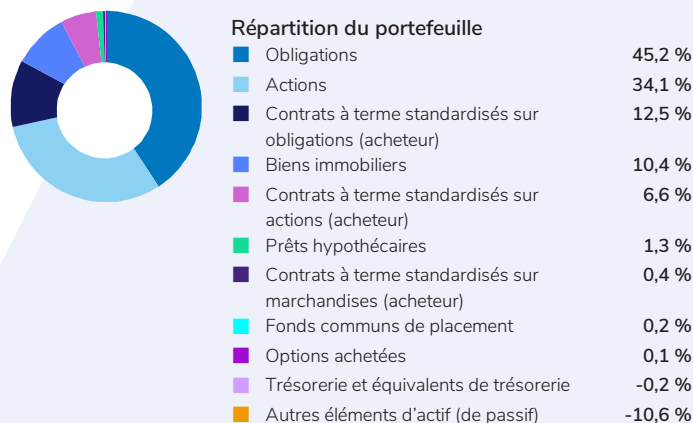 Répartition du portefeuille
Obligations 45,2 %
Actions 34,1 %
Contrats à terme standardisés sur 12,5 %
obligations (acheteur)
Biens immobiliers 10,4 %
Contrats à terme standardisés sur 6,6 %
actions (acheteur)
Prêts hypothécaires 1,3 %
Contrats à terme standardisés sur 0,4 %
marchandises (acheteur)
Fonds communs de placement 0,2 %
Options achetées 0,1 %
Trésorerie et équivalents de trésorerie -0,2 %
Autres éléments d'actif (de passif) -10,6 %